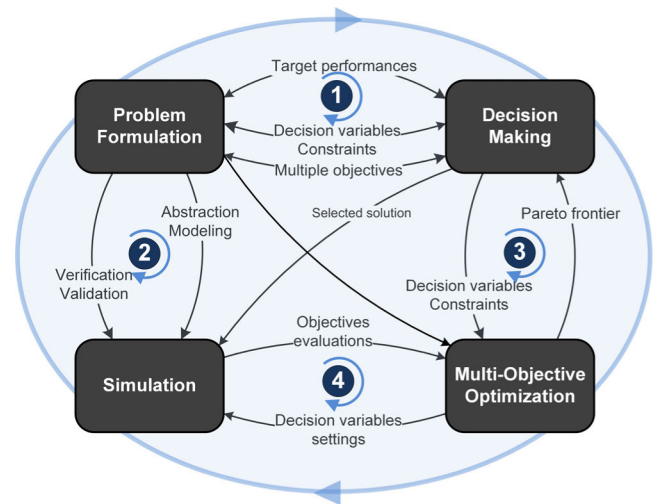 Target performances
1
Problem
Formulation
Decision
Making
Decision variables
Constraints
Multiple objectives
Abstraction
Modeling
Selected solution
Pareto frontier
2
3
Verification
Validation
Decision variables
Constraints
Objectives
evaluations
Simulation
4
Multi-Objective
Optimization
Decision variables
settings